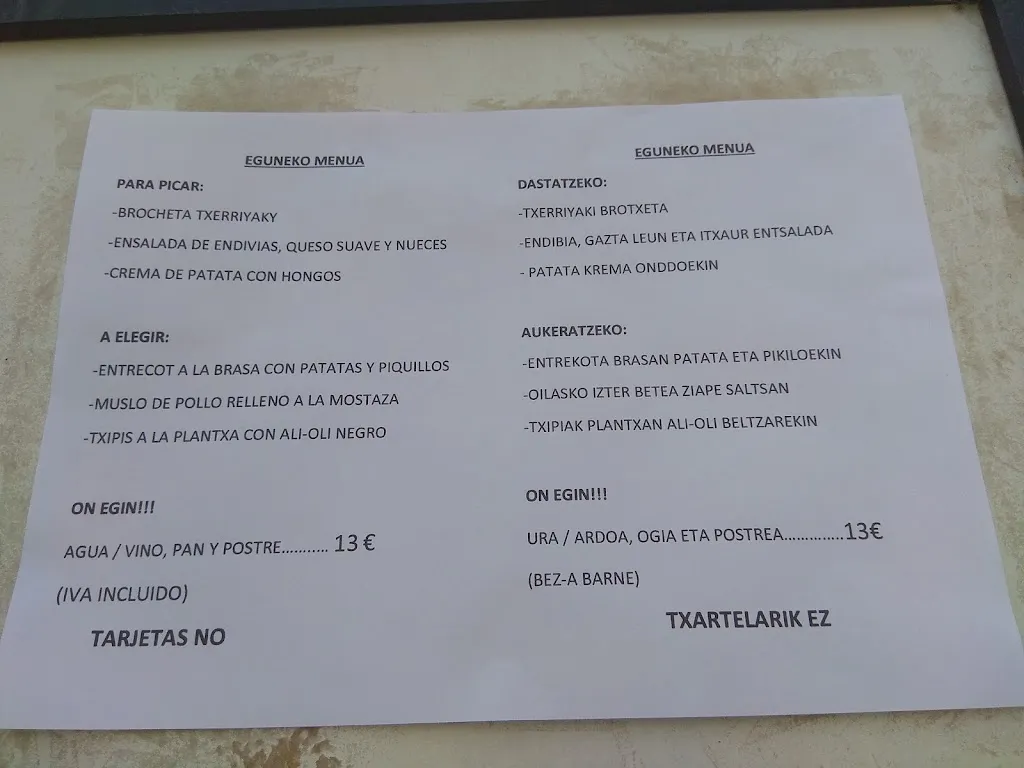 EGUNEKO MENUA
PARA PICAR:
-BROCHETA TXERRIYAKY
-ENSALADA DE ENDIVIAS, QUESO SUAVE Y NUECES
-CREMA DE PATATA CON HONGOS
A ELEGIR:
-ENTRECOT A LA BRASA CON PATATAS Y PIQUILLOS
-MUSLO DE POLLO RELLENO A LA MOSTAZA
-TXIPIS A LA PLANTXA CON ALI-OLI NEGRO
ON EGIN!!!
AGUA / VINO, PAN Y POSTRE........... 13 €
(IVA INCLUIDO)
TARJETAS NO
EGUNEKO MENUA
DASTATZEKO:
-TXERRIYAKI BROTXETA
-ENDIBIA, GAZTA LEUN ETA ITXAUR ENTSALADA
- PATATA KREMA ONDDOEKIN
AUKERATZEKO:
-ENTREKOTA BRASAN PATATA ETA PIKILOEKIN
-OILASKO IZTER BETEA ZIAPE SALTSAN
-TXIPIAK PLANTXAN ALI-OLI BELTZAREKIN
ON EGIN!!!
URA / ARDOA, OGIA ETA POSTREA..............13€
(BEZ-A BARNE)
TXARTELARIK EZ